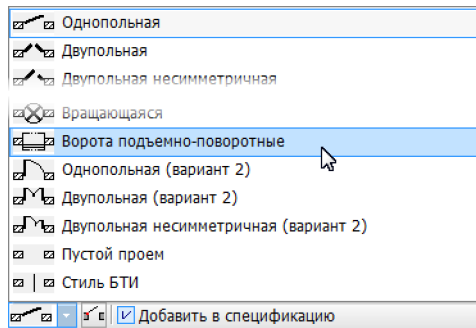 Однопольная
Двупольная
Двупольная несимметричная
Вращающаяся
Ворота подъемно-поворотные
Однопольная (вариант 2)
Двупольная (вариант 2)
Двупольная несимметричная (вариант 2)
Пустой проем
Стиль БТИ
Добавить в спецификацию